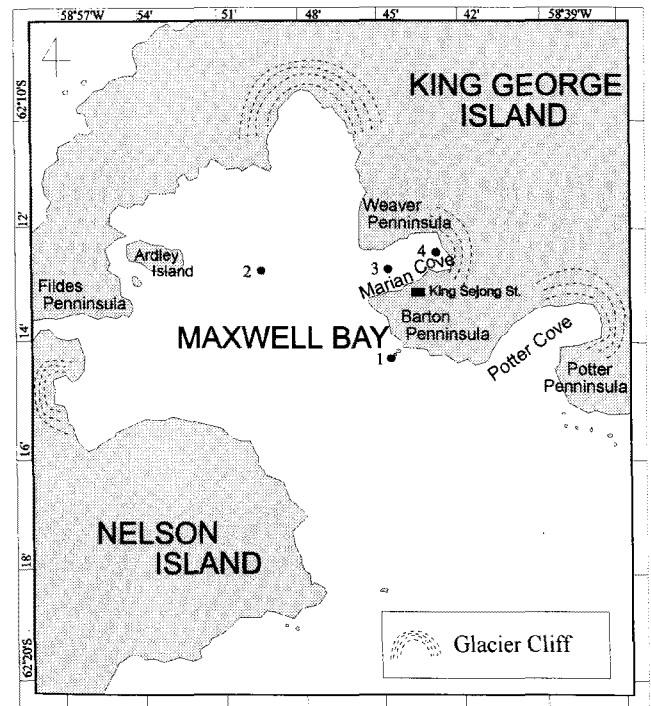 58°57'W 54' 51' 48' 45' 42' 58°39'W
62°10'S
12'
14'
16'
18'
62°20'S
KING GEORGE
ISLAND
Weaver
Penninsula
Ardley
Island
2
3
4
Marian Cove
King Sejong St.
Fildes
Penninsula
Barton
Penninsula
MAXWELL BAY
1
Potter Cove
Potter
Penninsula
NELSON
ISLAND
Glacier Cliff